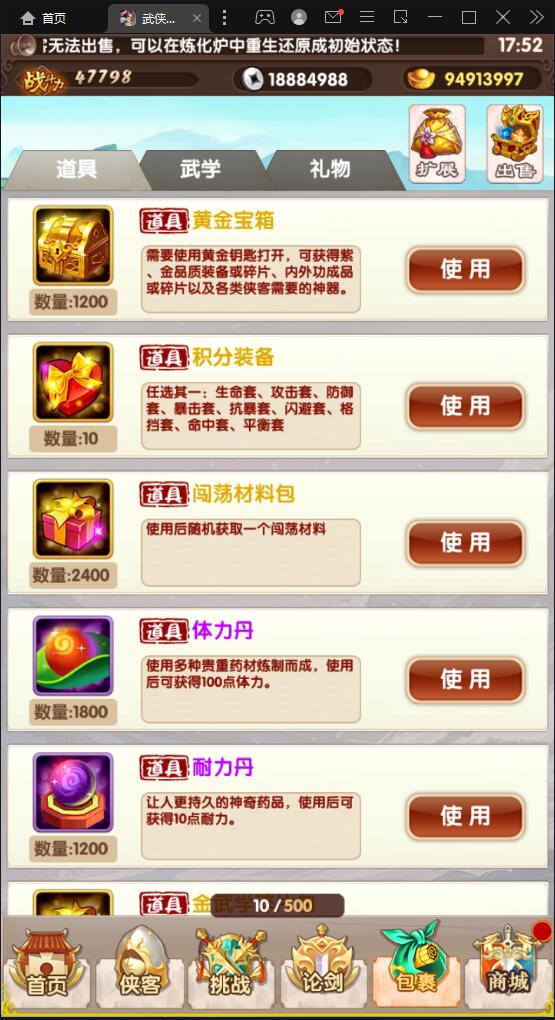 首页
武侠...
无法出售，可以在炼化炉中重生还原成初始状态！
17:52
战斗力 47798
18884988
94913997
扩展
出售
道具
武学
礼物
道具 黄金宝箱
需要使用黄金钥匙打开，可获得紫
、金品质装备或碎片、内外功成品
或碎片以及各类侠客需要的神器。
使用
数量:1200
道具 积分装备
任选其一：生命套、攻击套、防御
套、暴击套、抗暴套、闪避套、格
挡套、命中套、平衡套
使用
数量:10
道具 闯荡材料包
使用后随机获取一个闯荡材料
使用
数量:2400
道具 体力丹
使用多种贵重药材炼制而成，使用
后可获得100点体力。
使用
数量:1800
道具 耐力丹
让人更持久的神奇药品，使用后可
获得10点耐力。
使用
数量:1200
道具 金武学
10/500
首页
侠客
挑战
论剑
包裹
商城